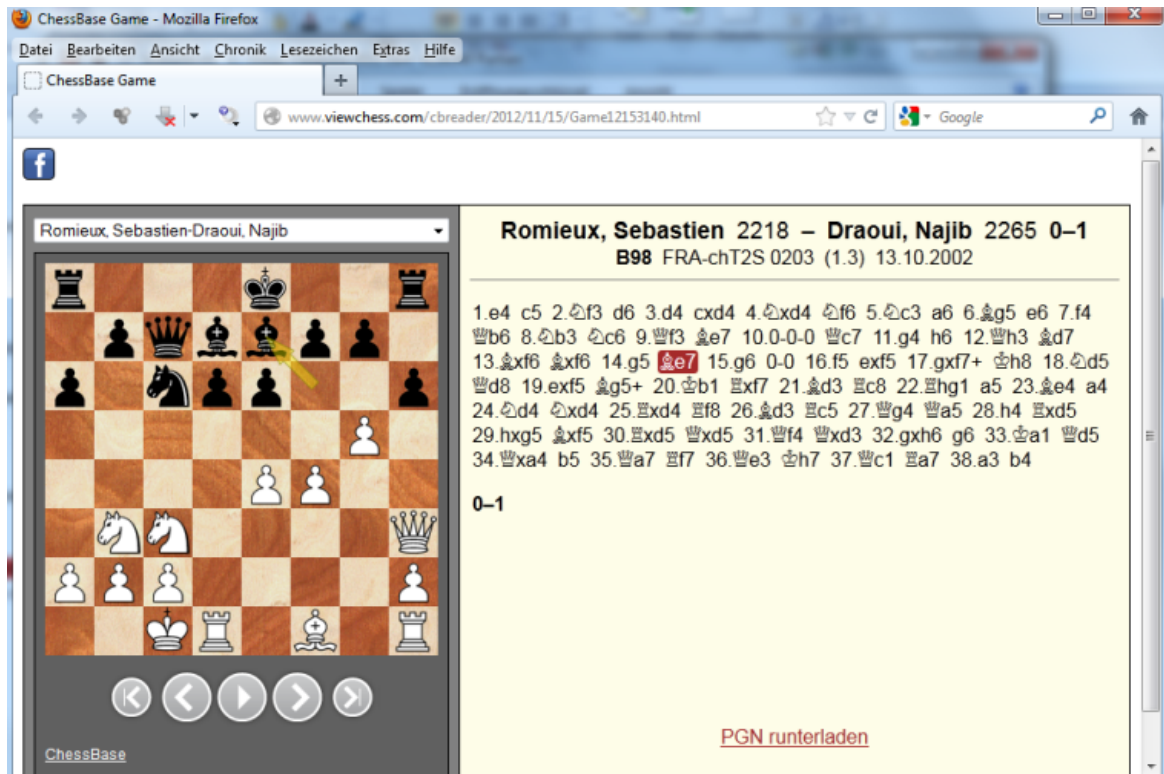 ChessBase Game - Mozilla Firefox
Datei Bearbeiten Ansicht Chronik Lesezeichen Extras Hilfe
ChessBase Game +
www.viewchess.com/cbreader/2012/11/15/Game12153140.html Google
f
Romieux, Sebastien-Draoui, Najib
Romieux, Sebastien 2218 – Draoui, Najib 2265 0–1
B98 FRA-chT2S 0203 (1.3) 13.10.2002
1.e4 c5 2.♘f3 d6 3.d4 cxd4 4.♘xd4 ♘f6 5.♘c3 a6 6.♗g5 e6 7.f4
♕b6 8.♘b3 ♘c6 9.♕f3 ♗e7 10.0-0-0 ♕c7 11.g4 h6 12.♕h3 ♗d7
13.♗xf6 ♗xf6 14.g5 ♗e7 15.g6 0-0 16.f5 exf5 17.gxf7+ ♔h8 18.♘d5
♕d8 19.exf5 ♗g5+ 20.♔b1 ♖xf7 21.♗d3 ♖c8 22.♖hg1 a5 23.♗e4 a4
24.♘d4 ♘xd4 25.♖xd4 ♖f8 26.♗d3 ♖c5 27.♕g4 ♕a5 28.h4 ♖xd5
29.hxg5 ♗xf5 30.♖xd5 ♕xd5 31.♕f4 ♕xd3 32.gxh6 g6 33.♔a1 ♕d5
34.♕xa4 b5 35.♕a7 ♖f7 36.♕e3 ♔h7 37.♕c1 ♖a7 38.a3 b4
0–1
PGN runterladen
ChessBase